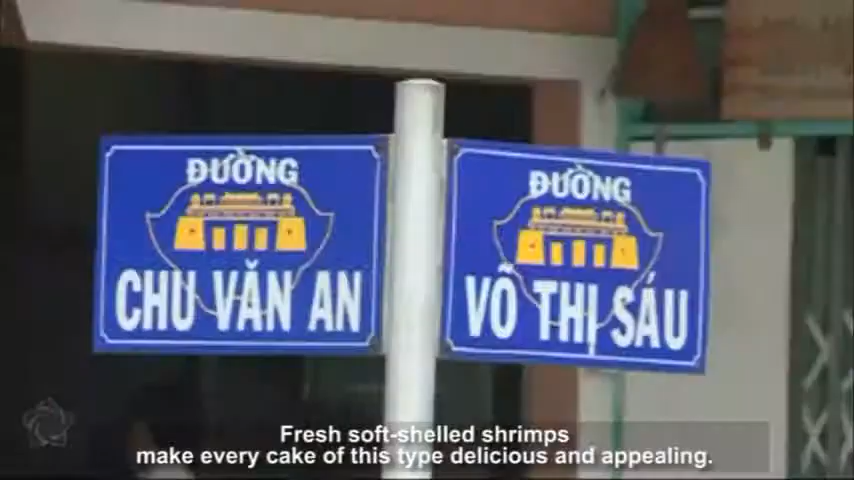 ĐƯỜNG
CHU VĂN AN
ĐƯỜNG
VÕ THỊ SÁU
Fresh soft-shelled shrimps
make every cake of this type delicious and appealing.